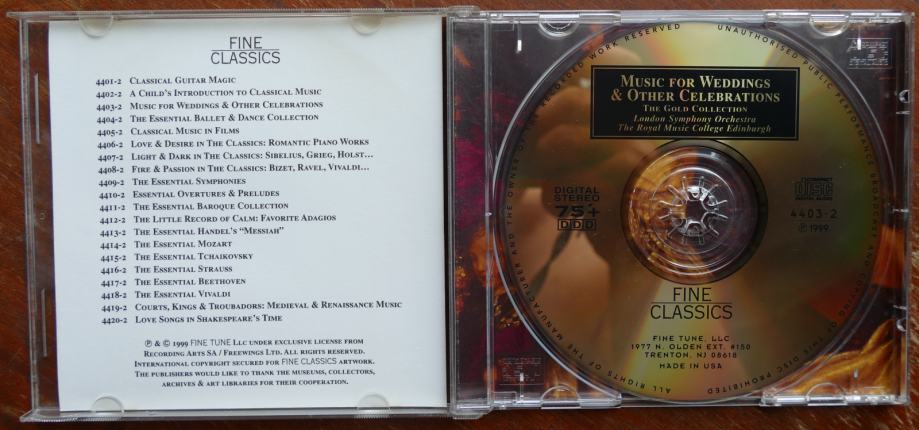 FINE
CLASSICS
4401-2 CLASSICAL GUITAR MAGIC
4402-2 A CHILD'S INTRODUCTION TO CLASSICAL MUSIC
4403-2 MUSIC FOR WEDDINGS & OTHER CELEBRATIONS
4404-2 THE ESSENTIAL BALLET & DANCE COLLECTION
4405-2 CLASSICAL MUSIC IN FILMS
4406-2 LOVE & DESIRE IN THE CLASSICS: ROMANTIC PIANO WORKS
4407-2 LIGHT & DARK IN THE CLASSICS: SIBELIUS, GRIEG, HOLST...
4408-2 FIRE & PASSION IN THE CLASSICS: BIZET, RAVEL, VIVALDI...
4409-2 THE ESSENTIAL SYMPHONIES
4410-2 ESSENTIAL OVERTURES & PRELUDES
4411-2 THE ESSENTIAL BAROQUE COLLECTION
4412-2 THE LITTLE RECORD OF CALM: FAVORITE ADAGIOS
4413-2 THE ESSENTIAL HANDEL'S "MESSIAH"
4414-2 THE ESSENTIAL MOZART
4415-2 THE ESSENTIAL TCHAIKOVSKY
4416-2 THE ESSENTIAL STRAUSS
4417-2 THE ESSENTIAL BEETHOVEN
4418-2 THE ESSENTIAL VIVALDI
4419-2 COURTS, KINGS & TROUBADORS: MEDIEVAL & RENAISSANCE MUSIC
4420-2 LOVE SONGS IN SHAKESPEARE'S TIME
℗ & © 1999 FINE TUNE LLC UNDER EXCLUSIVE LICENSE FROM
RECORDING ARTS SA / FREEWINGS LTD. ALL RIGHTS RESERVED.
INTERNATIONAL COPYRIGHT SECURED FOR FINE CLASSICS ARTWORK.
THE PUBLISHERS WOULD LIKE TO THANK THE MUSEUMS, COLLECTORS,
ARCHIVES & ART LIBRARIES FOR THEIR COOPERATION.
ALL RIGHTS OF THE MANUFACTURER AND THE OWNER OF THE RECORDED WORK RESERVED
UNAUTHORISED PUBLIC PERFORMANCE BROADCAST AND COPYING OF THIS DISC PROHIBITED
MUSIC FOR WEDDINGS
& OTHER CELEBRATIONS
THE GOLD COLLECTION
London Symphony Orchestra
The Royal Music College Edinburgh
DIGITAL
STEREO
75'+
DDD
COMPACT
disc
DIGITAL AUDIO
4403-2
℗ 1999
FINE
CLASSICS
FINE TUNE, LLC
1977 N. OLDEN EXT. #150
TRENTON, NJ 08618
MADE IN USA